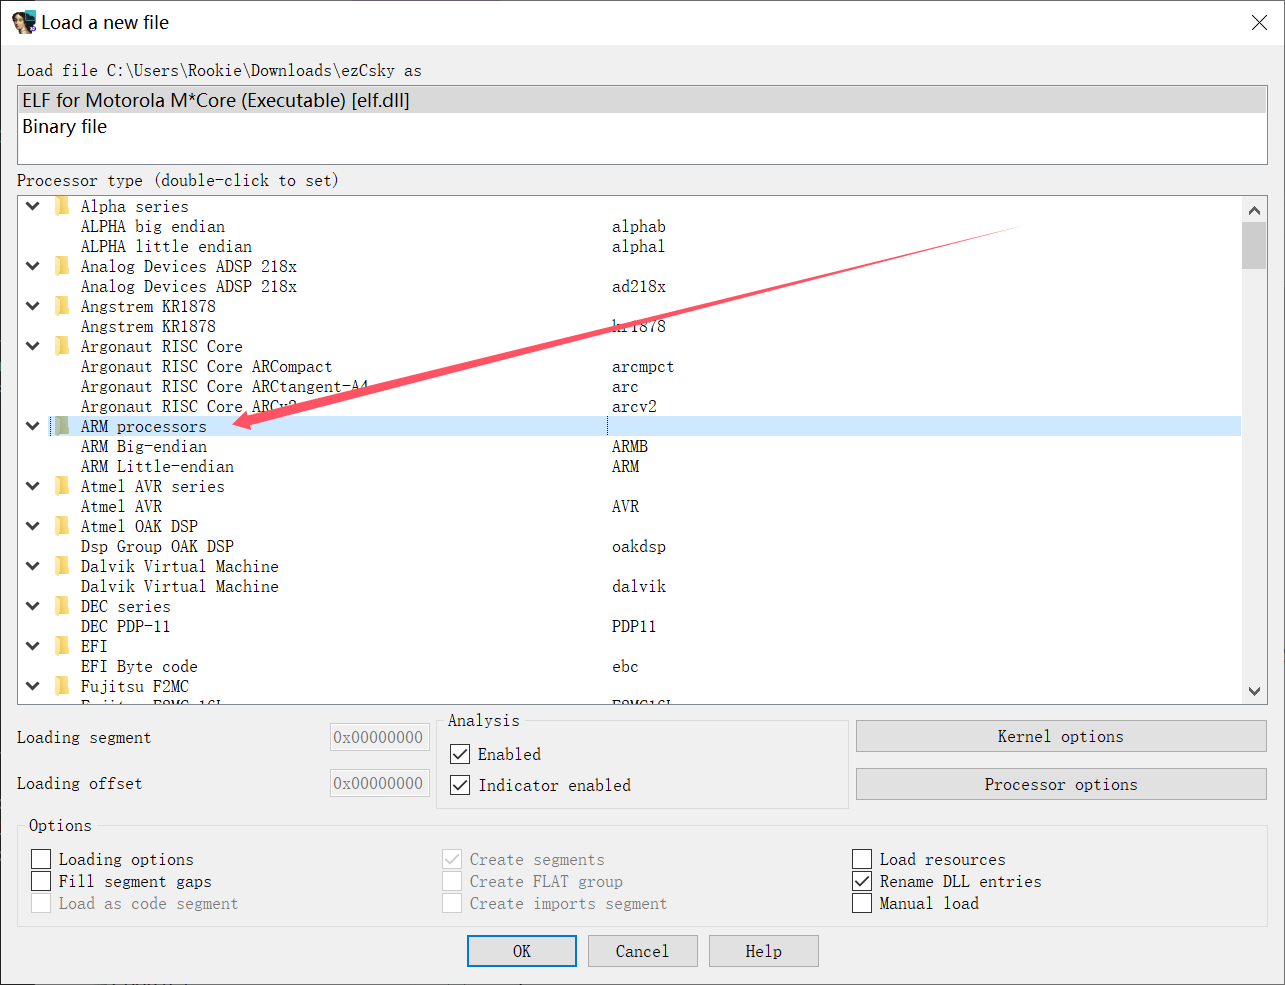 Load a new file
Load file C:\Users\Rookie\Downloads\ezCsky as
ELF for Motorola M*Core (Executable) [elf.dll]
Binary file
Processor type (double-click to set)
Alpha series
ALPHA big endian alphab
ALPHA little endian alphal
Analog Devices ADSP 218x
Analog Devices ADSP 218x ad218x
Angstrem KR1878
Angstrem KR1878 kr1878
Argonaut RISC Core
Argonaut RISC Core ARCompact arcmpct
Argonaut RISC Core ARCtangent-A4 arc
Argonaut RISC Core ARCv2 arcv2
ARM processors
ARM Big-endian ARMB
ARM Little-endian ARM
Atmel AVR series
Atmel AVR AVR
Atmel OAK DSP
Dsp Group OAK DSP oakdsp
Dalvik Virtual Machine
Dalvik Virtual Machine dalvik
DEC series
DEC PDP-11 PDP11
EFI
EFI Byte code ebc
Fujitsu F2MC
Loading segment 0x00000000
Loading offset 0x00000000
Analysis
Enabled
Indicator enabled
Kernel options
Processor options
Options
Loading options
Fill segment gaps
Load as code segment
Create segments
Create FLAT group
Create imports segment
Load resources
Rename DLL entries
Manual load
OK Cancel Help